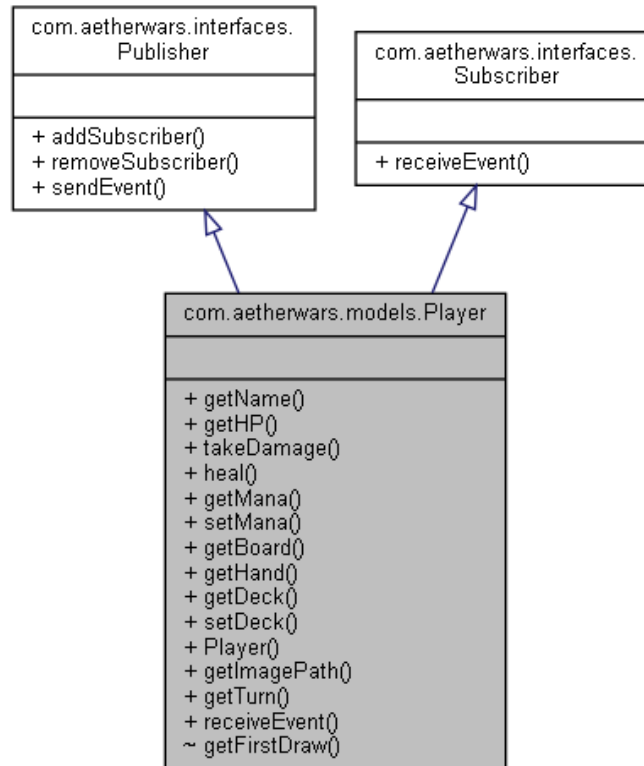 com.aetherwars.interfaces.
Publisher
+ addSubscriber()
+ removeSubscriber()
+ sendEvent()
com.aetherwars.interfaces.
Subscriber
+ receiveEvent()
com.aetherwars.models.Player
+ getName()
+ getHP()
+ takeDamage()
+ heal()
+ getMana()
+ setMana()
+ getBoard()
+ getHand()
+ getDeck()
+ setDeck()
+ Player()
+ getImagePath()
+ getTurn()
+ receiveEvent()
~ getFirstDraw()